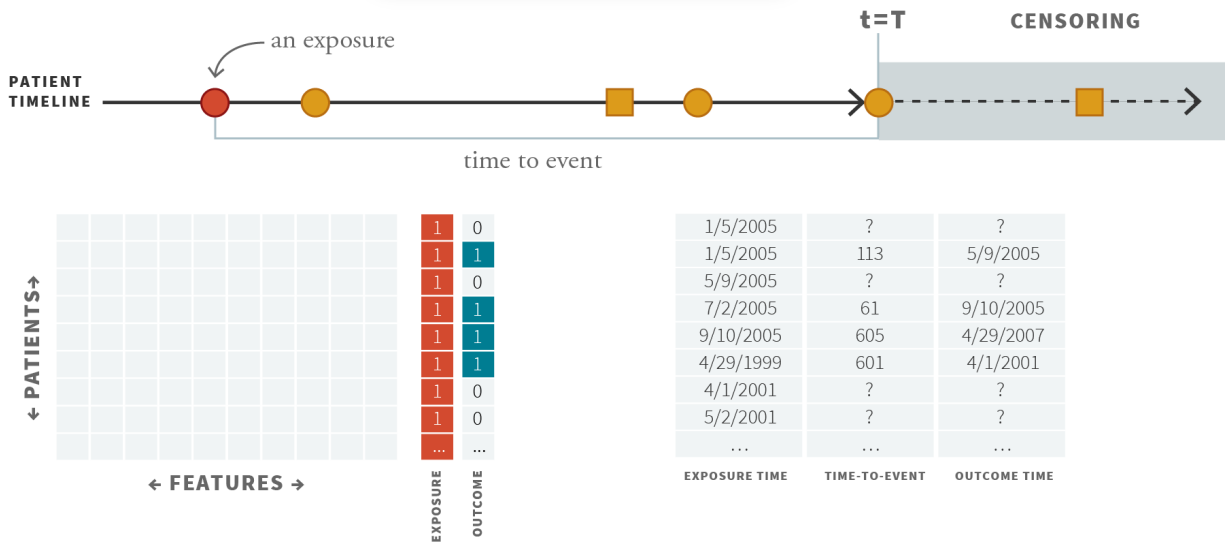 t=T
CENSORING
an exposure
PATIENT
TIMELINE
time to event
← PATIENTS→
← FEATURES →
1 0
1 1
1 0
1 1
1 1
1 1
1 0
1 0
... ...
EXPOSURE
OUTCOME
1/5/2005 ? ?
1/5/2005 113 5/9/2005
5/9/2005 ? ?
7/2/2005 61 9/10/2005
9/10/2005 605 4/29/2007
4/29/1999 601 4/1/2001
4/1/2001 ? ?
5/2/2001 ? ?
... ... ...
EXPOSURE TIME TIME-TO-EVENT OUTCOME TIME